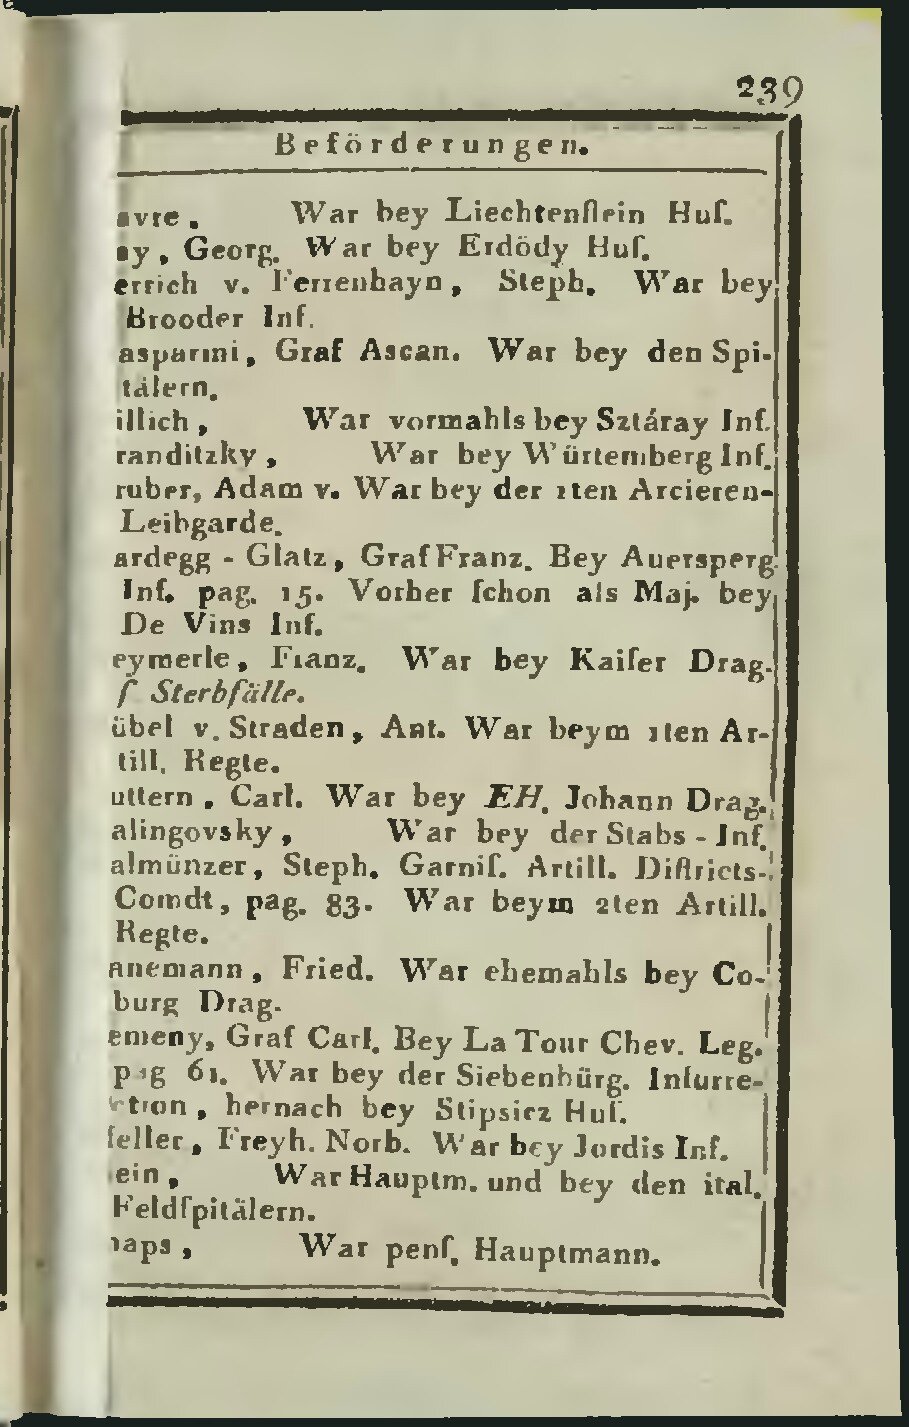 239
Beförderungen.
avre. War bey Liechtenſtein Huſ.
ay, Georg. War bey Erdödy Huſ.
errich v. Ferrenhayn, Steph. War bey
Brooder Inf.
asparini, Graf Ascan. War bey den Spi-
tälern.
illich, War vormahls bey Sztáray Inf.
randitzky, War bey Würtemberg Inf.
ruber, Adam v. War bey der 1ten Arcieren-
Leibgarde.
ardegg - Glatz, Graf Franz. Bey Auersperg
Inf. pag. 15. Vorher ſchon als Maj. bey
De Vins Inf.
eymerle, Franz. War bey Kaiſer Drag.
ſ Sterbfälle.
übel v. Straden, Ant. War beym 1ten Ar-
till. Regte.
uttern, Carl. War bey EH. Johann Drag.
alingovsky, War bey der Stabs - Inf.
almünzer, Steph. Garniſ. Artill. Diſtricts-
Comdt, pag. 83. War beym 2ten Artill.
Regte.
anemann, Fried. War ehemahls bey Co-
burg Drag.
emeny, Graf Carl. Bey La Tour Chev. Leg.
pag 61. War bey der Siebenbürg. Inſurre-
ction, hernach bey Stipsicz Huſ.
feller, Freyh. Norb. War bey Jordis Inf.
ein, War Hauptm. und bey den ital.
Feldſpitälern.
naps, War penſ. Hauptmann.